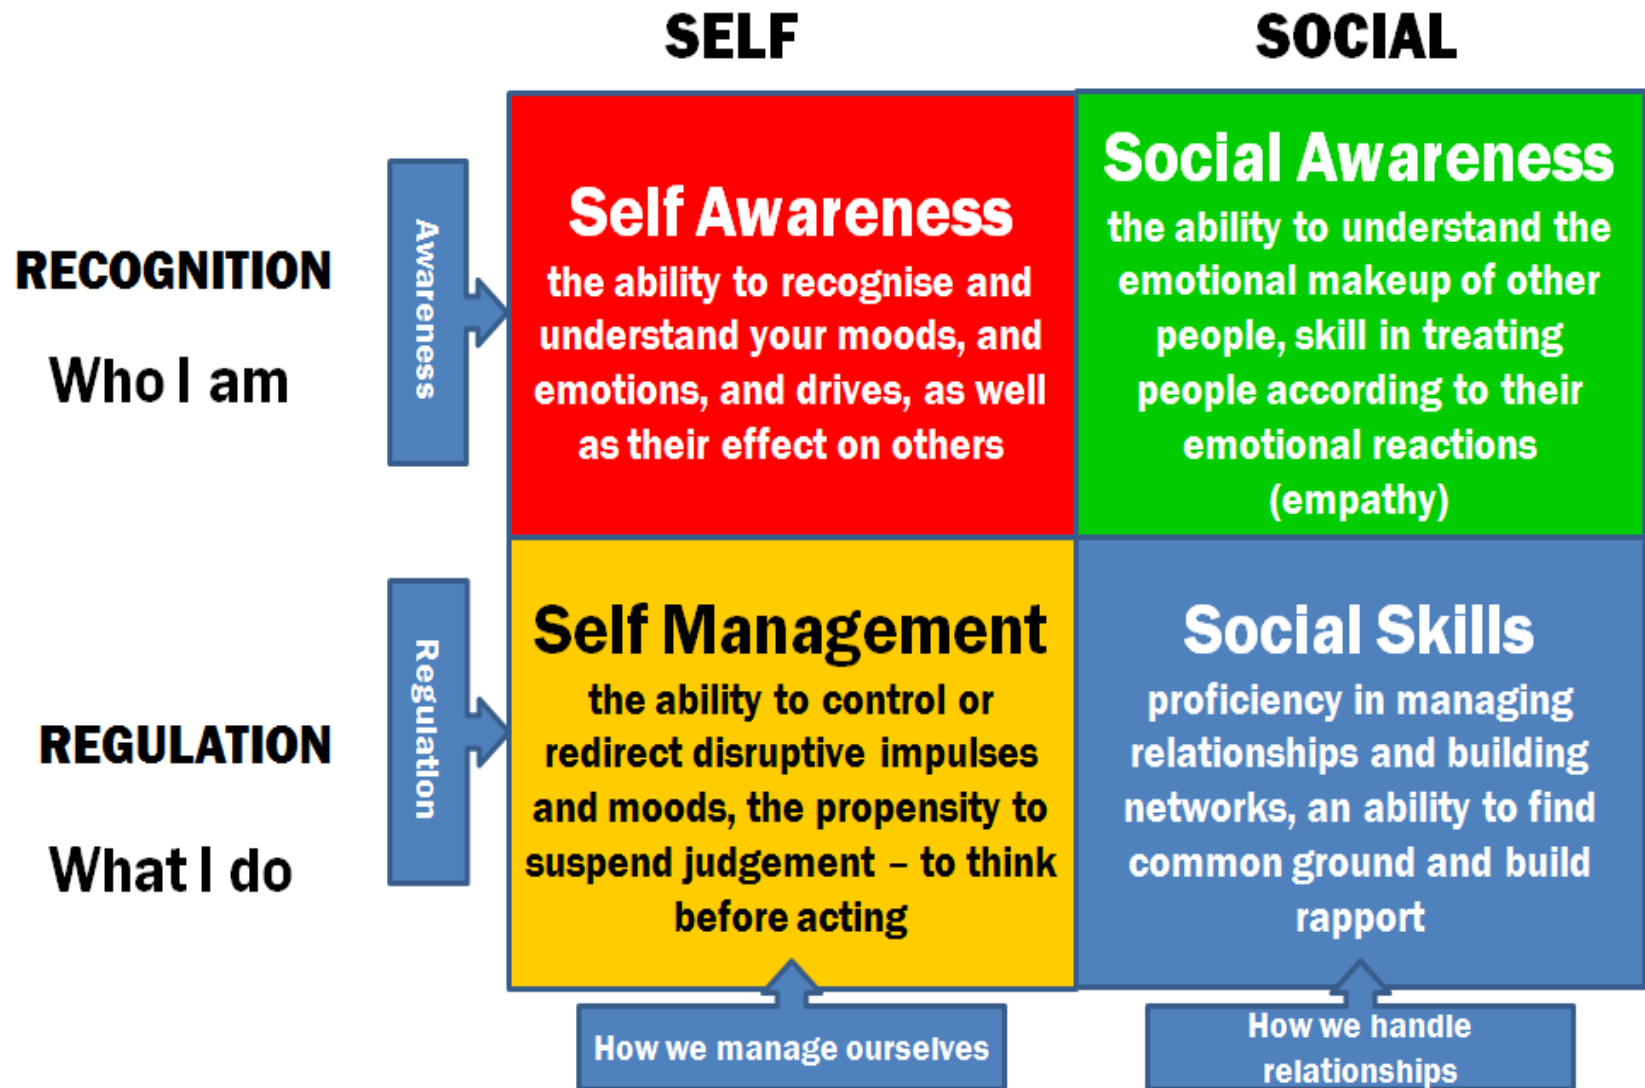 SELF
SOCIAL
RECOGNITION
Who I am
Awareness
Self Awareness
the ability to recognise and
understand your moods, and
emotions, and drives, as well
as their effect on others
Social Awareness
the ability to understand the
emotional makeup of other
people, skill in treating
people according to their
emotional reactions
(empathy)
REGULATION
What I do
Regulation
Self Management
the ability to control or
redirect disruptive impulses
and moods, the propensity to
suspend judgement – to think
before acting
Social Skills
proficiency in managing
relationships and building
networks, an ability to find
common ground and build
rapport
How we manage ourselves
How we handle
relationships